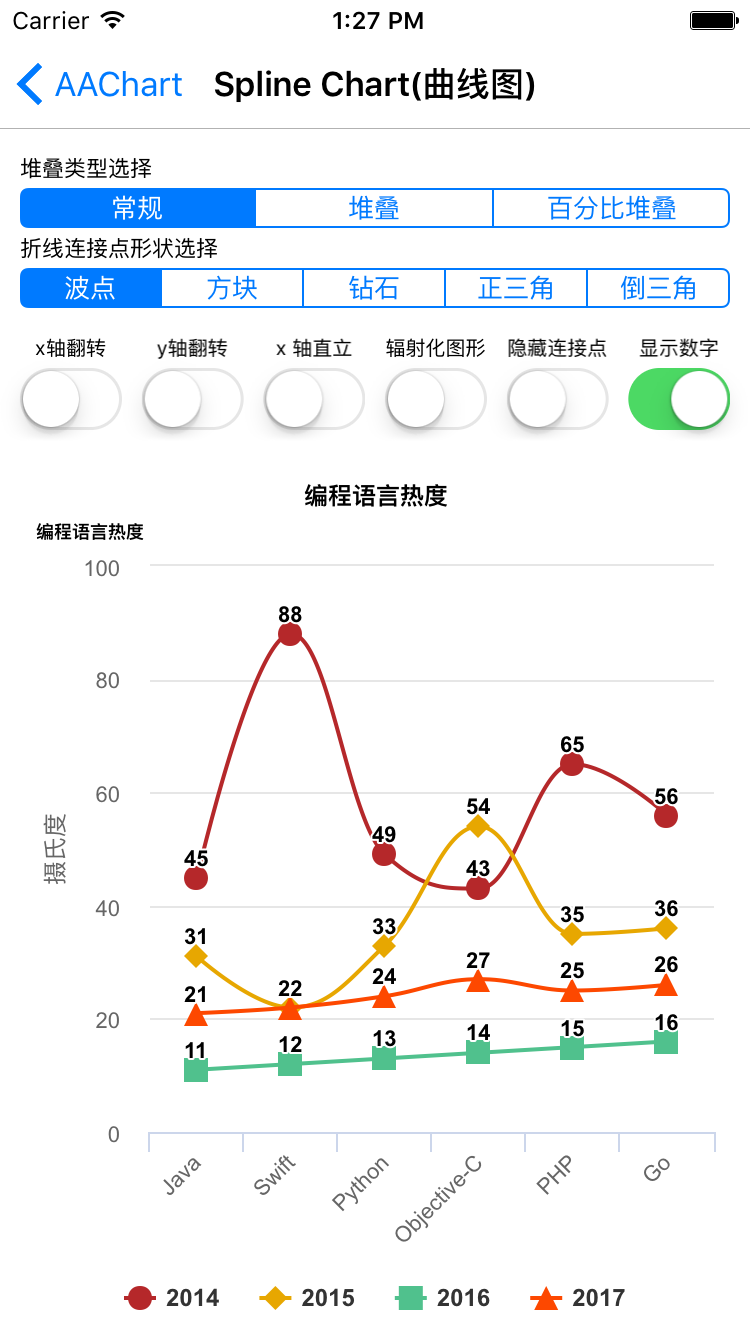 Carrier 1:27 PM
AAChart Spline Chart(曲线图)
堆叠类型选择
常规 堆叠 百分比堆叠
折线连接点形状选择
波点 方块 钻石 正三角 倒三角
x轴翻转 y轴翻转 x 轴直立 辐射化图形 隐藏连接点 显示数字
编程语言热度
编程语言热度
100
88
80
65
60
56
54
49
45
43
40
36
35
33
31
27
26
25
24
22
21
20
16
15
14
13
12
11
0
摄氏度
Java Swift Python Objective-C PHP Go
2014 2015 2016 2017